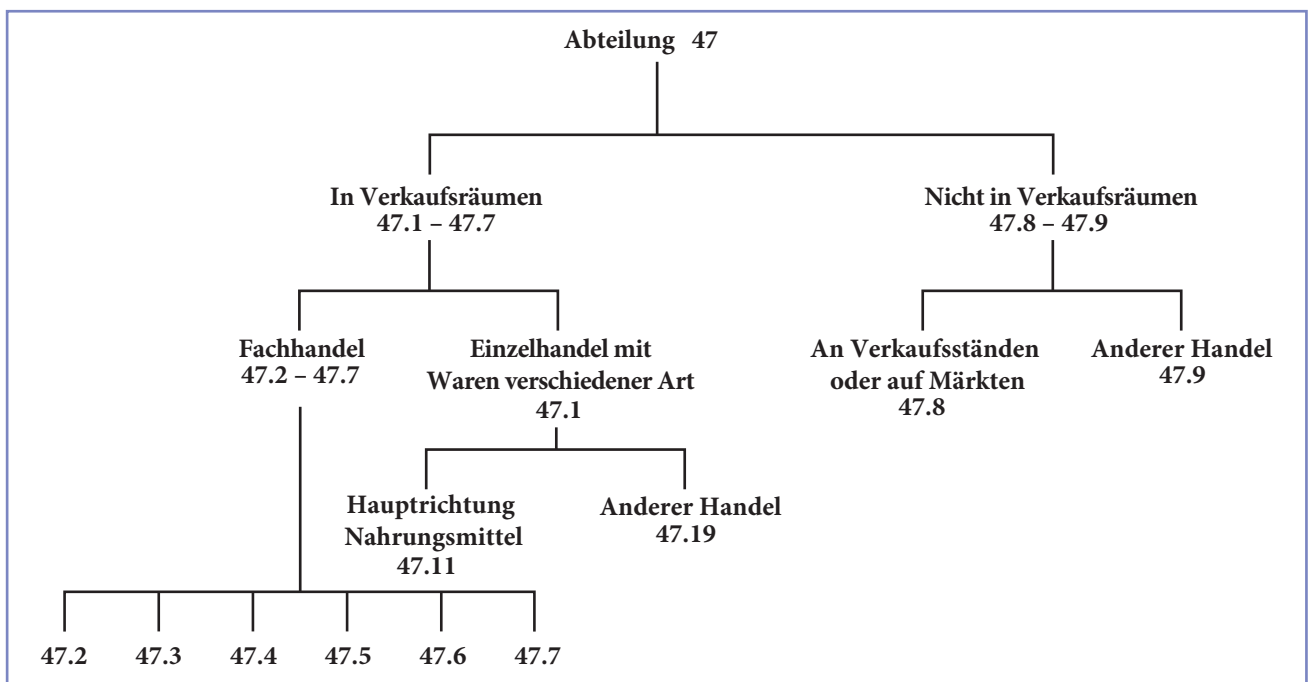 Abteilung 47
In Verkaufsräumen
47.1 – 47.7
Nicht in Verkaufsräumen
47.8 – 47.9
Fachhandel
47.2 – 47.7
Einzelhandel mit
Waren verschiedener Art
47.1
An Verkaufsständen
oder auf Märkten
47.8
Anderer Handel
47.9
Hauptrichtung
Nahrungsmittel
47.11
Anderer Handel
47.19
47.2 47.3 47.4 47.5 47.6 47.7